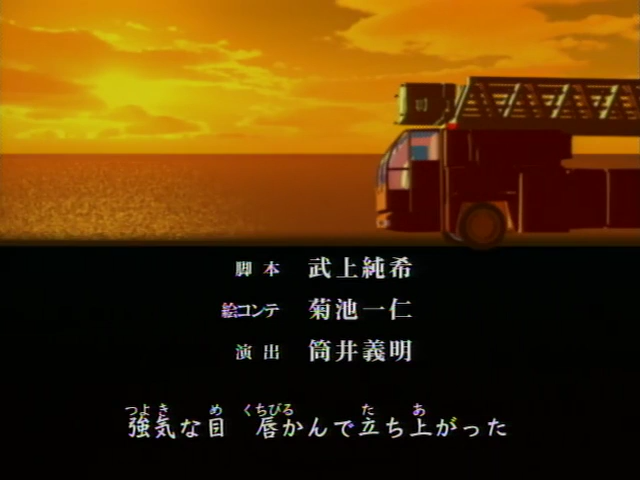 脚本 武上純希
絵コンテ 菊池一仁
演出 筒井義明
つよき め くちびる た あ
強気な目 唇かんで立ち上がった